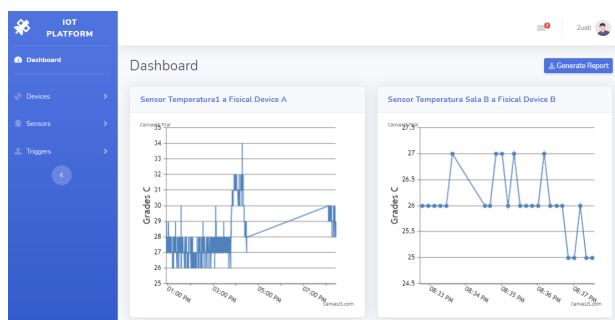 IOT
PLATFORM
Dashboard
Devices
Sensors
Triggers
2uab
Dashboard
Generate Report
Sensor Temperatura1 a Fisical Device A
CanvasJS Trial
35
34
33
32
31
30
29
28
27
26
25
Grades C
01:00 PM
03:00 PM
05:00 PM
07:00 PM
CanvasJS.com
Sensor Temperatura Sala B a Fisical Device B
27.5
27
26.5
26
25.5
25
24.5
Grades C
08:33 PM
08:34 PM
08:35 PM
08:36 PM
08:37 PM
CanvasJS.com